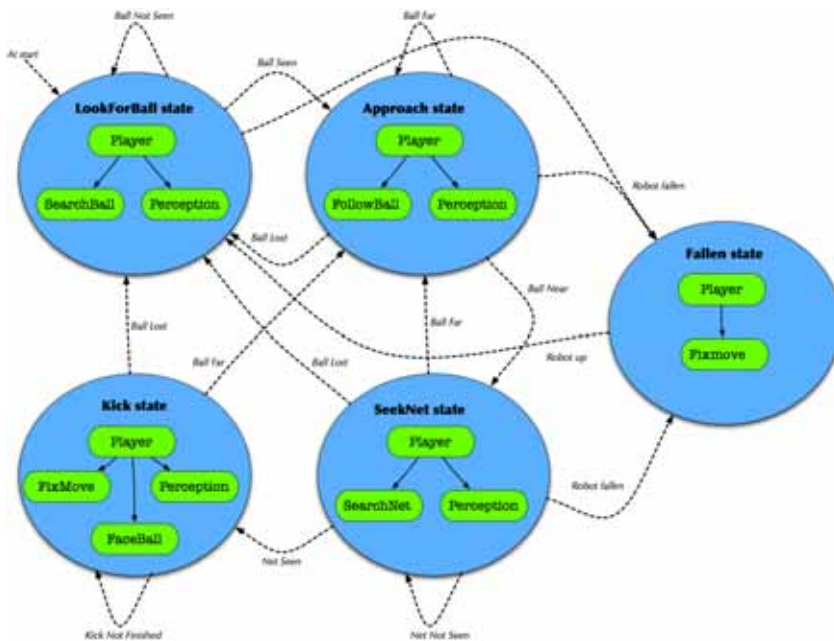 Ball Not Seen
Ball Far
At start
Ball Seen
LookForBall state
Player
SearchBall
Perception
Approach state
Player
FollowBall
Perception
Robot fallen
Ball Lost
Fallen state
Player
Fixmove
Ball Near
Ball Lost
Ball Far
Ball Lost
Ball Far
Robot up
Kick state
Player
FixMove
Perception
FaceBall
SeekNet state
Player
SearchNet
Perception
Robot fallen
Net Seen
Kick Not Finished
Net Not Seen